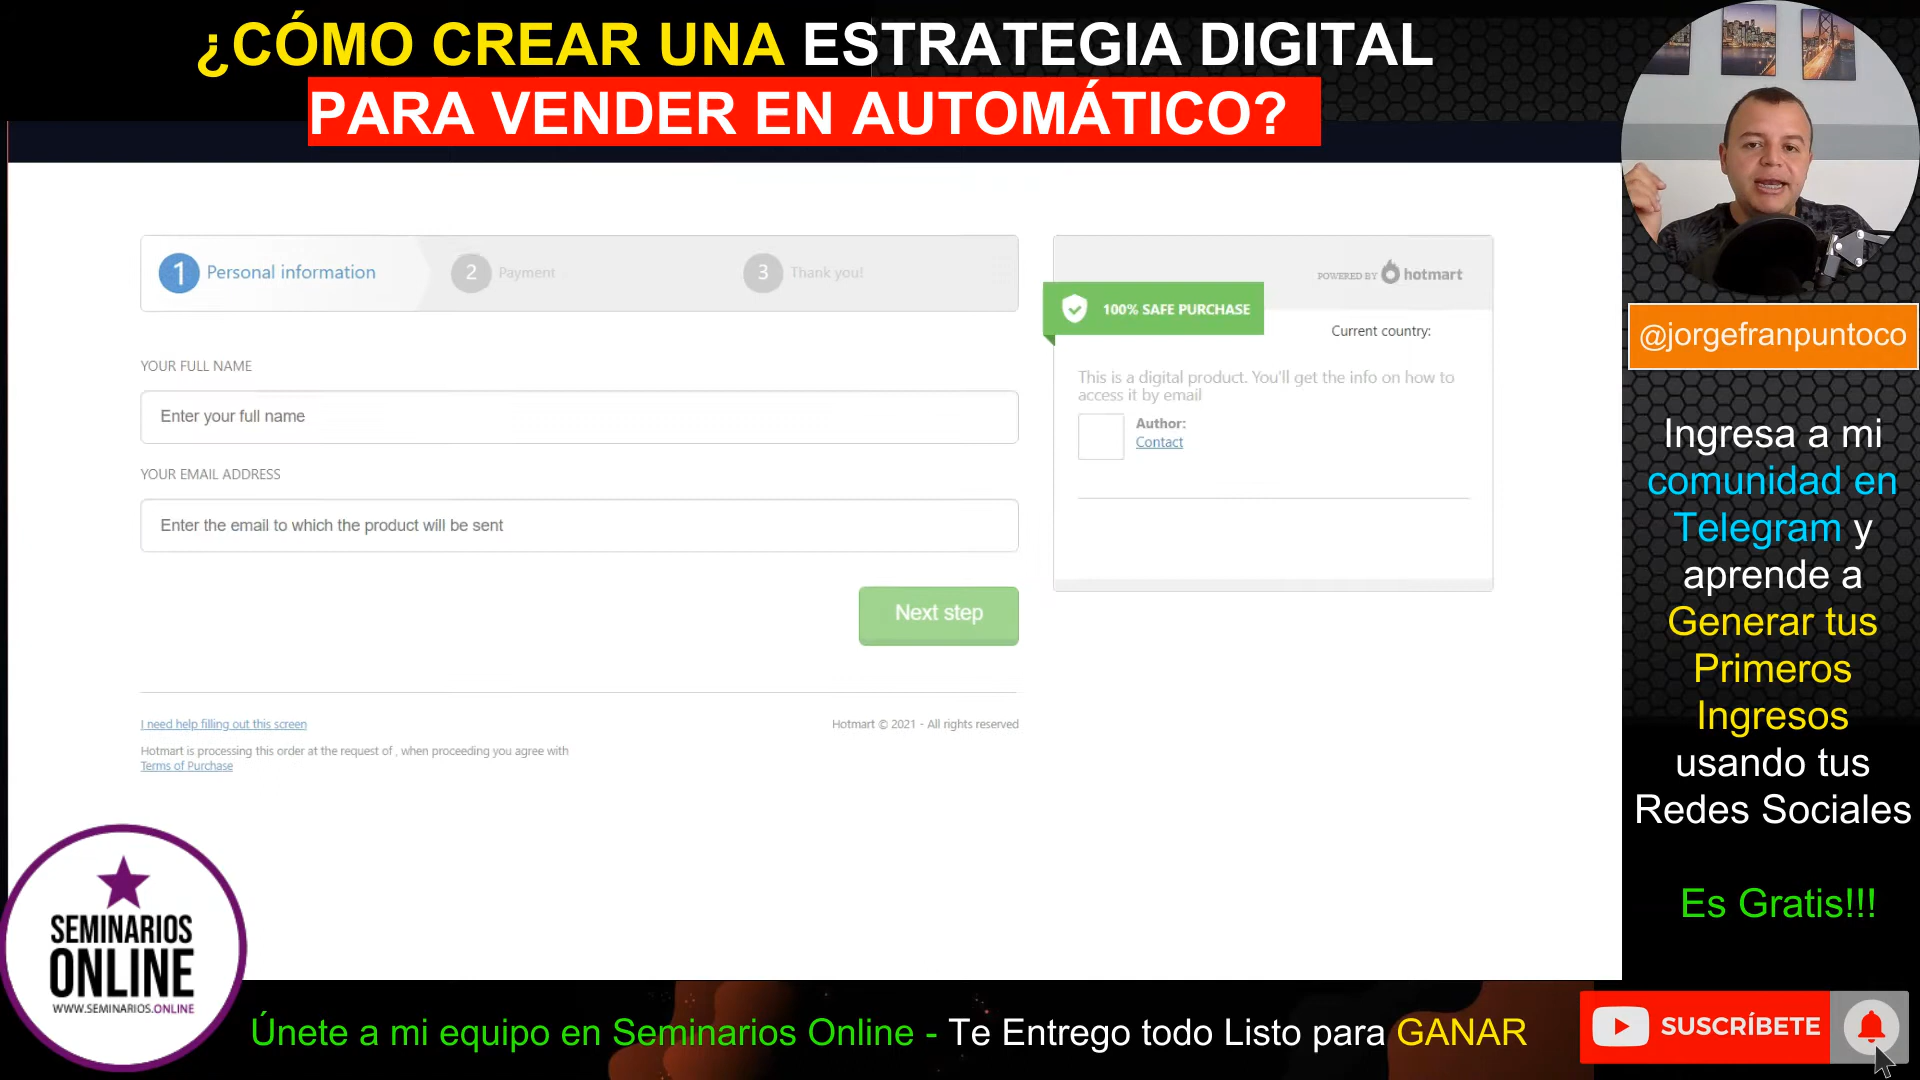 ¿CÓMO CREAR UNA ESTRATEGIA DIGITAL
PARA VENDER EN AUTOMÁTICO?
1 Personal information
2 Payment
3 Thank you!
YOUR FULL NAME
Enter your full name
YOUR EMAIL ADDRESS
Enter the email to which the product will be sent
Next step
I need help filling out this screen
Hotmart © 2021 - All rights reserved
Hotmart is processing this order at the request of , when proceeding you agree with
Terms of Purchase
POWERED BY hotmart
100% SAFE PURCHASE
Current country:
This is a digital product. You'll get the info on how to
access it by email
Author:
Contact
@jorgefranpuntoco
Ingresa a mi
comunidad en
Telegram y
aprende a
Generar tus
Primeros
Ingresos
usando tus
Redes Sociales
Es Gratis!!!
SEMINARIOS
ONLINE
WWW.SEMINARIOS.ONLINE
Únete a mi equipo en Seminarios Online - Te Entrego todo Listo para GANAR
SUSCRÍBETE